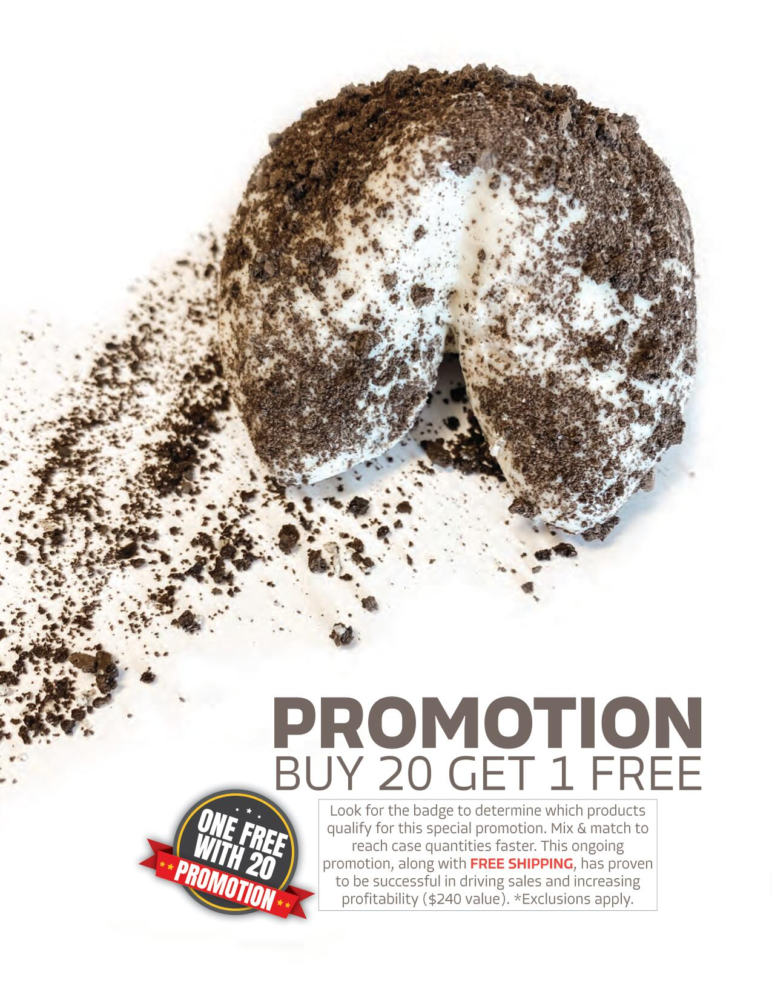 PROMOTION
BUY 20 GET 1 FREE
ONE FREE
WITH 20
PROMOTION
Look for the badge to determine which products
qualify for this special promotion. Mix & match to
reach case quantities faster. This ongoing
promotion, along with FREE SHIPPING, has proven
to be successful in driving sales and increasing
profitability ($240 value). *Exclusions apply.